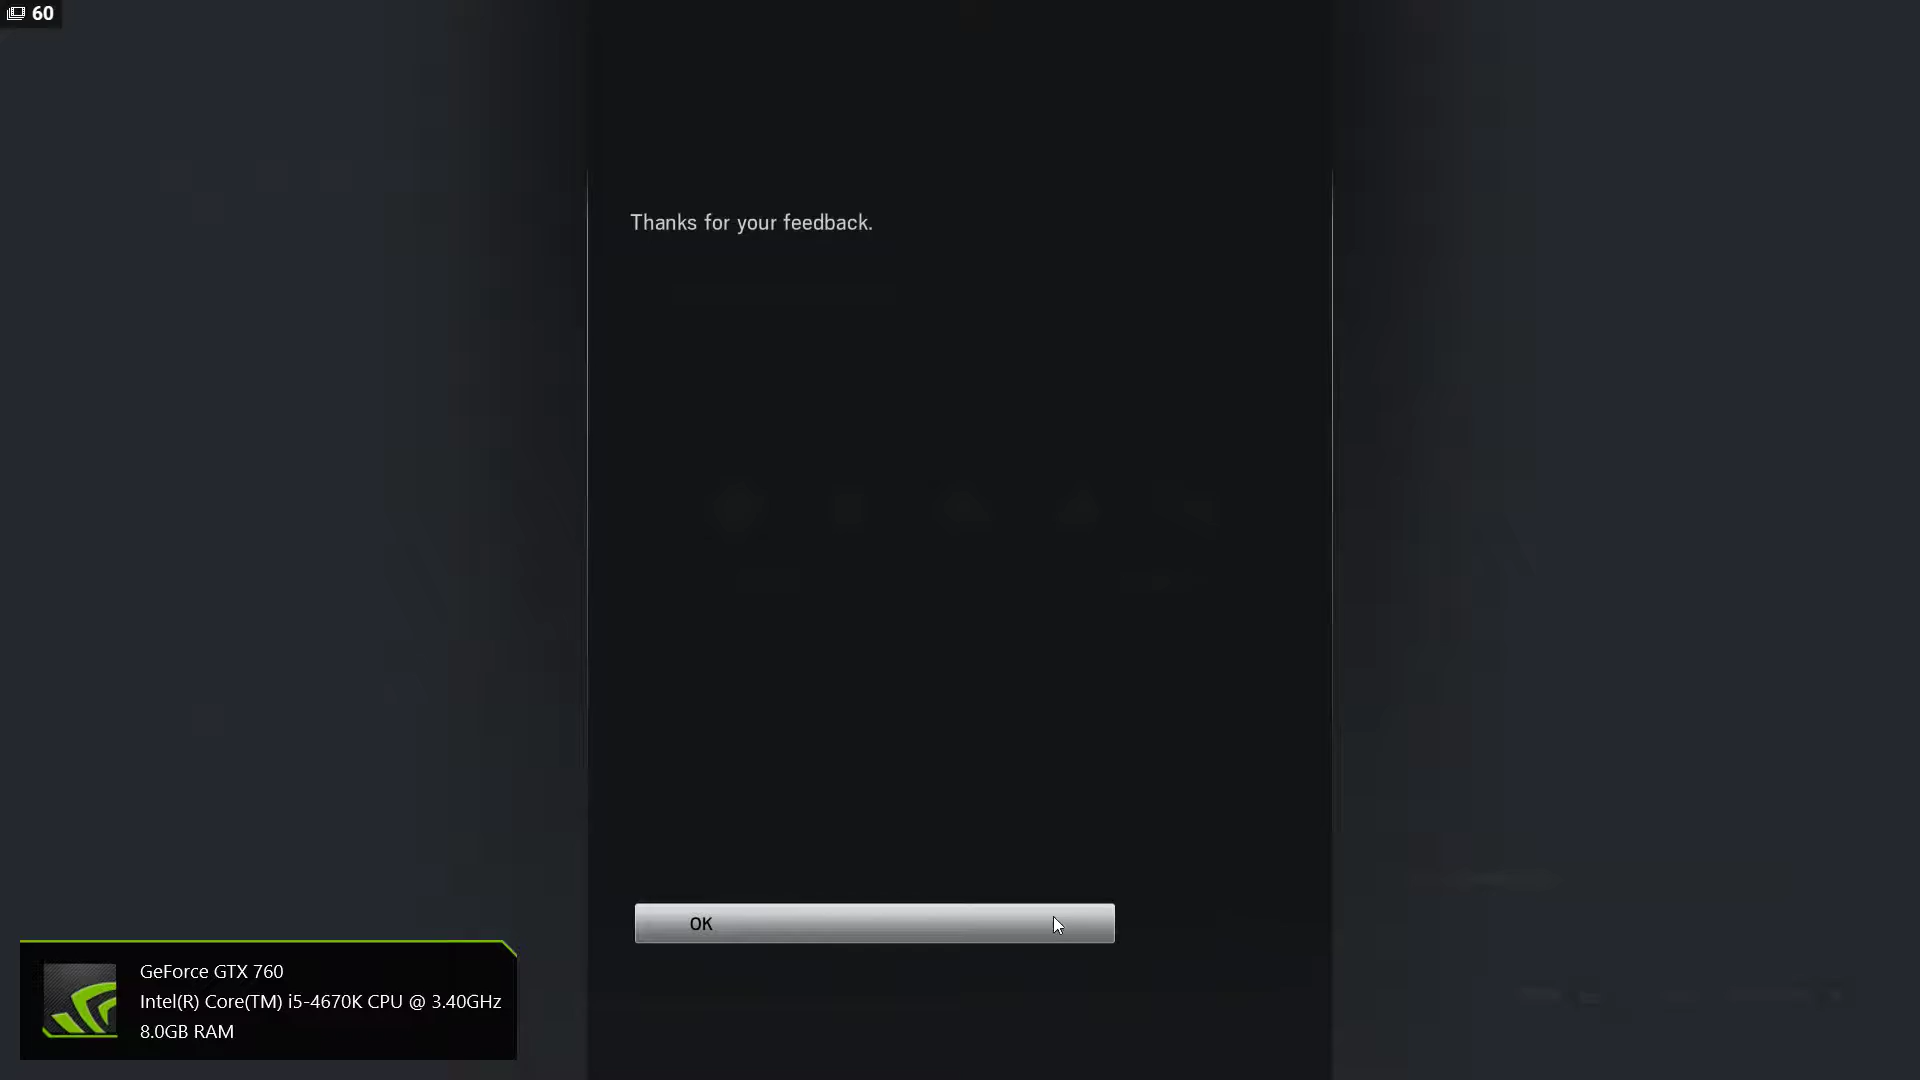 60
Thanks for your feedback.
OK
GeForce GTX 760
Intel(R) Core(TM) i5-4670K CPU @ 3.40GHz
8.0GB RAM